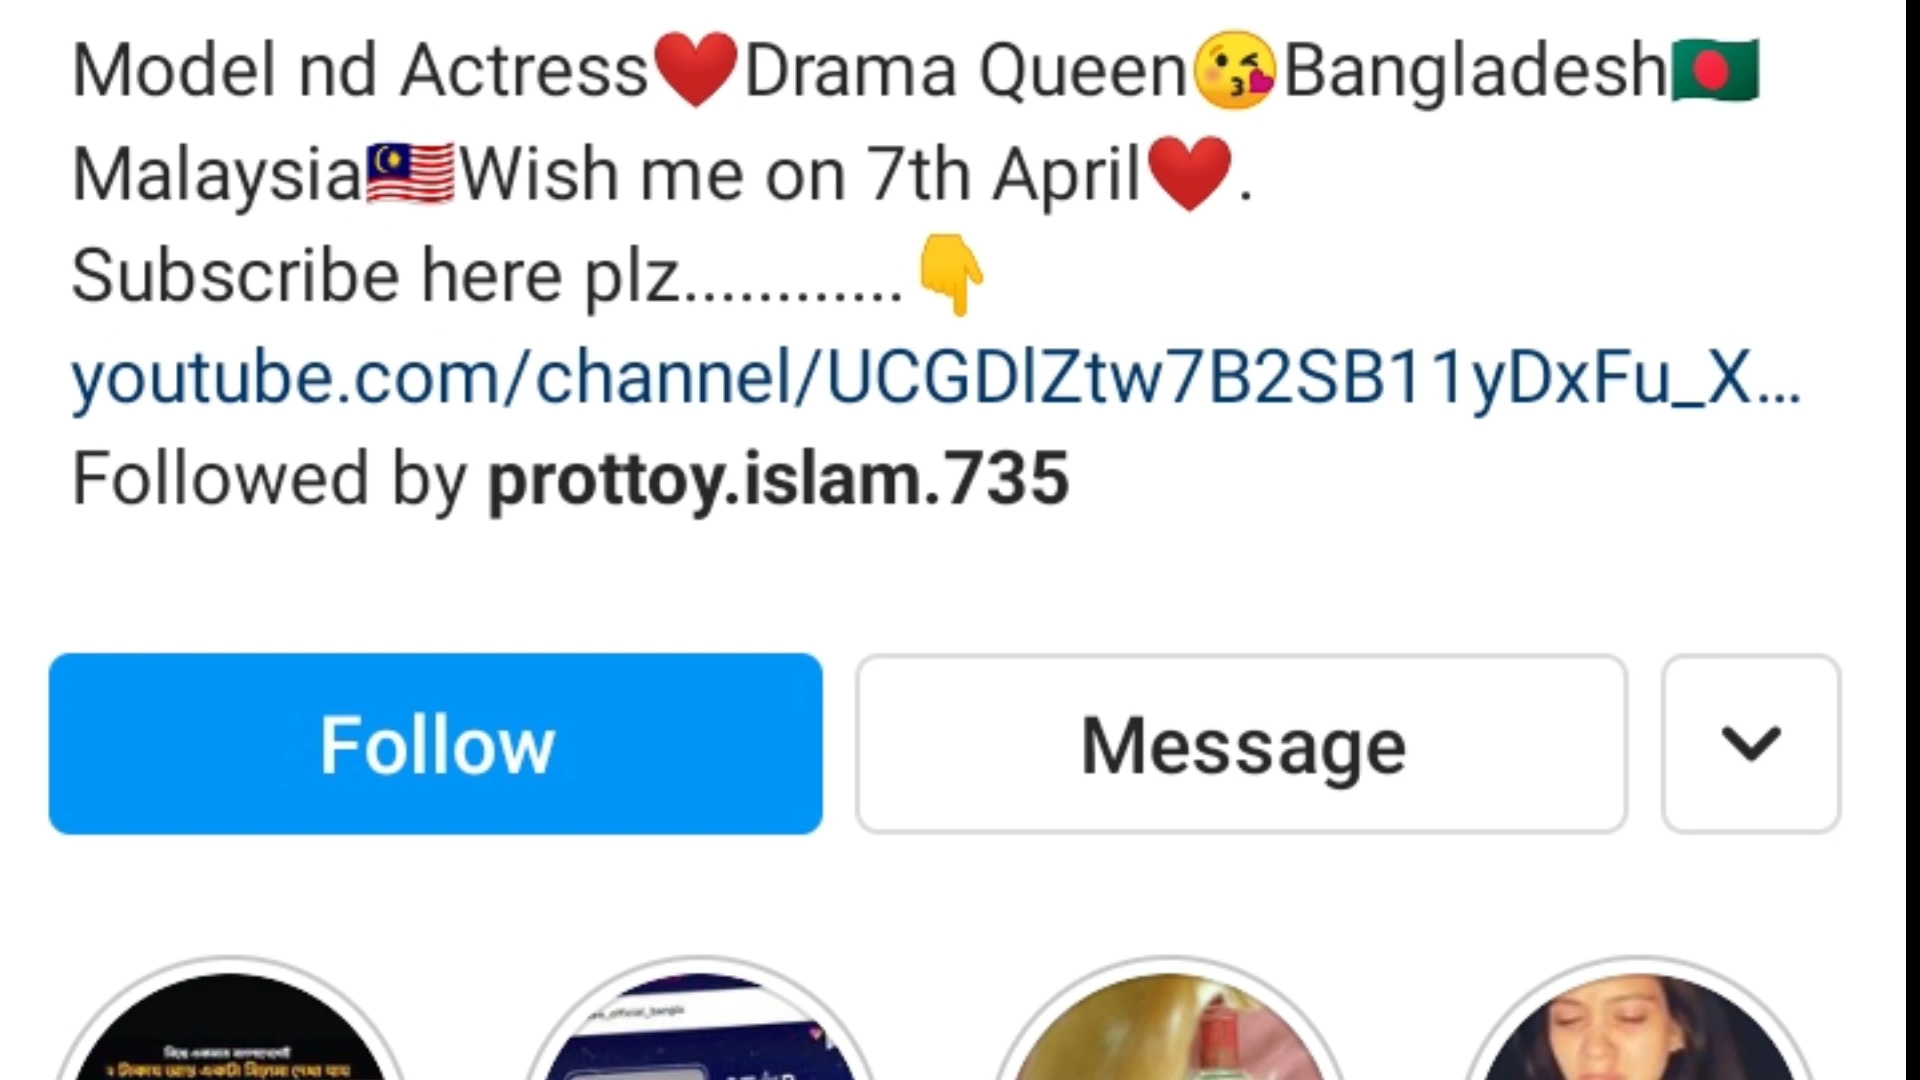 Model nd Actress❤️Drama Queen😘Bangladesh🇧🇩
Malaysia🇲🇾Wish me on 7th April❤️.
Subscribe here plz............👇
youtube.com/channel/UCGDlZtw7B2SB11yDxFu_X...
Followed by prottoy.islam.735
Follow
Message